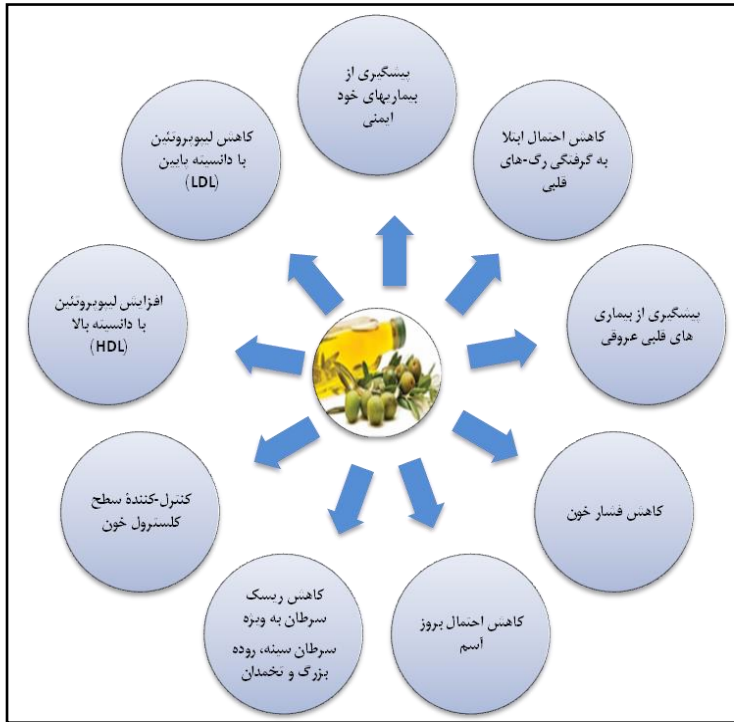 پیشگیری از
بیماریهای خود
ایمنی
کاهش احتمال ابتلا
به گرفتگی رگ-های
قلبی
پیشگیری از بیماری
های قلبی عروقی
کاهش فشار خون
کاهش احتمال بروز
آسم
کاهش ریسک
سرطان به ویژه
سرطان سینه، روده
بزرگ و تخمدان
کنترل-کنندۀ سطح
کلسترول خون
افزایش لیپوپروتئین
با دانسیته بالا
(HDL)
کاهش لیپوپروتئین
با دانسیته پایین
(LDL)